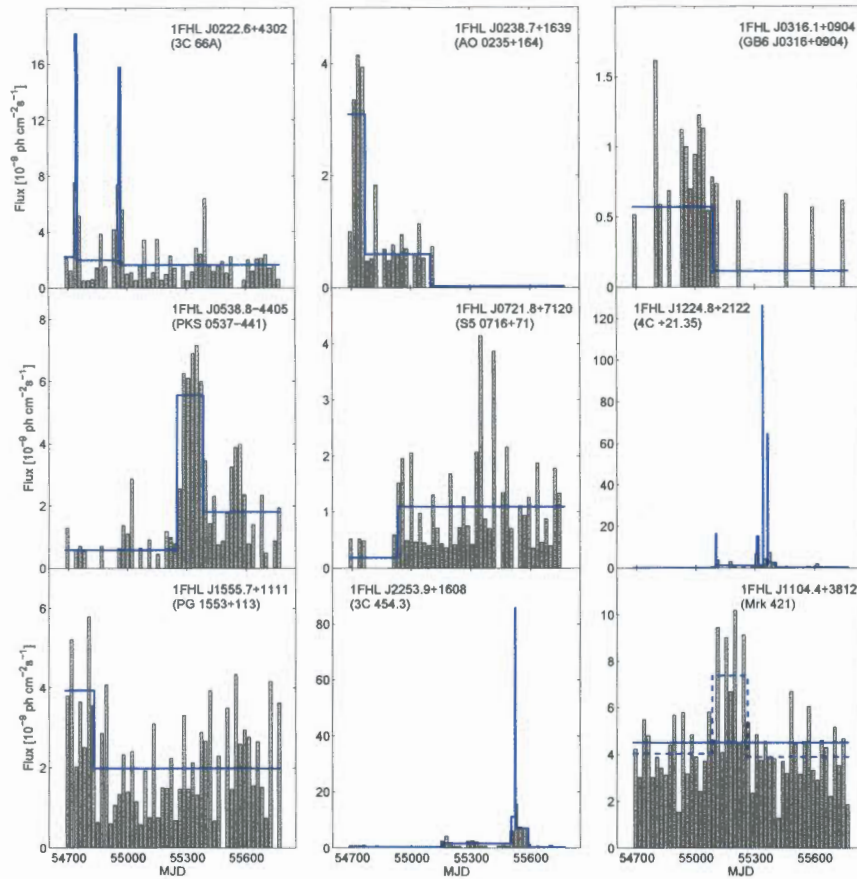 1FHL J0222.6+4302
(3C 66A)
Flux [10⁻⁹ ph cm⁻²s⁻¹]
16
12
8
4
0
1FHL J0238.7+1639
(AO 0235+164)
4
2
0
1FHL J0316.1+0904
(GB6 J0316+0904)
1.5
1
0.5
0
1FHL J0538.8−4405
(PKS 0537−441)
Flux [10⁻⁹ ph cm⁻²s⁻¹]
8
6
4
2
0
1FHL J0721.8+7120
(S5 0716+71)
4
3
2
1
0
1FHL J1224.8+2122
(4C +21.35)
120
100
80
60
40
20
0
1FHL J1555.7+1111
(PG 1553+113)
Flux [10⁻⁹ ph cm⁻²s⁻¹]
6
4
2
0
54700 55000 55300 55600
MJD
1FHL J2253.9+1608
(3C 454.3)
80
60
40
20
0
54700 55000 55300 55600
MJD
1FHL J1104.4+3812
(Mrk 421)
10
8
6
4
2
0
54700 55000 55300 55600
MJD